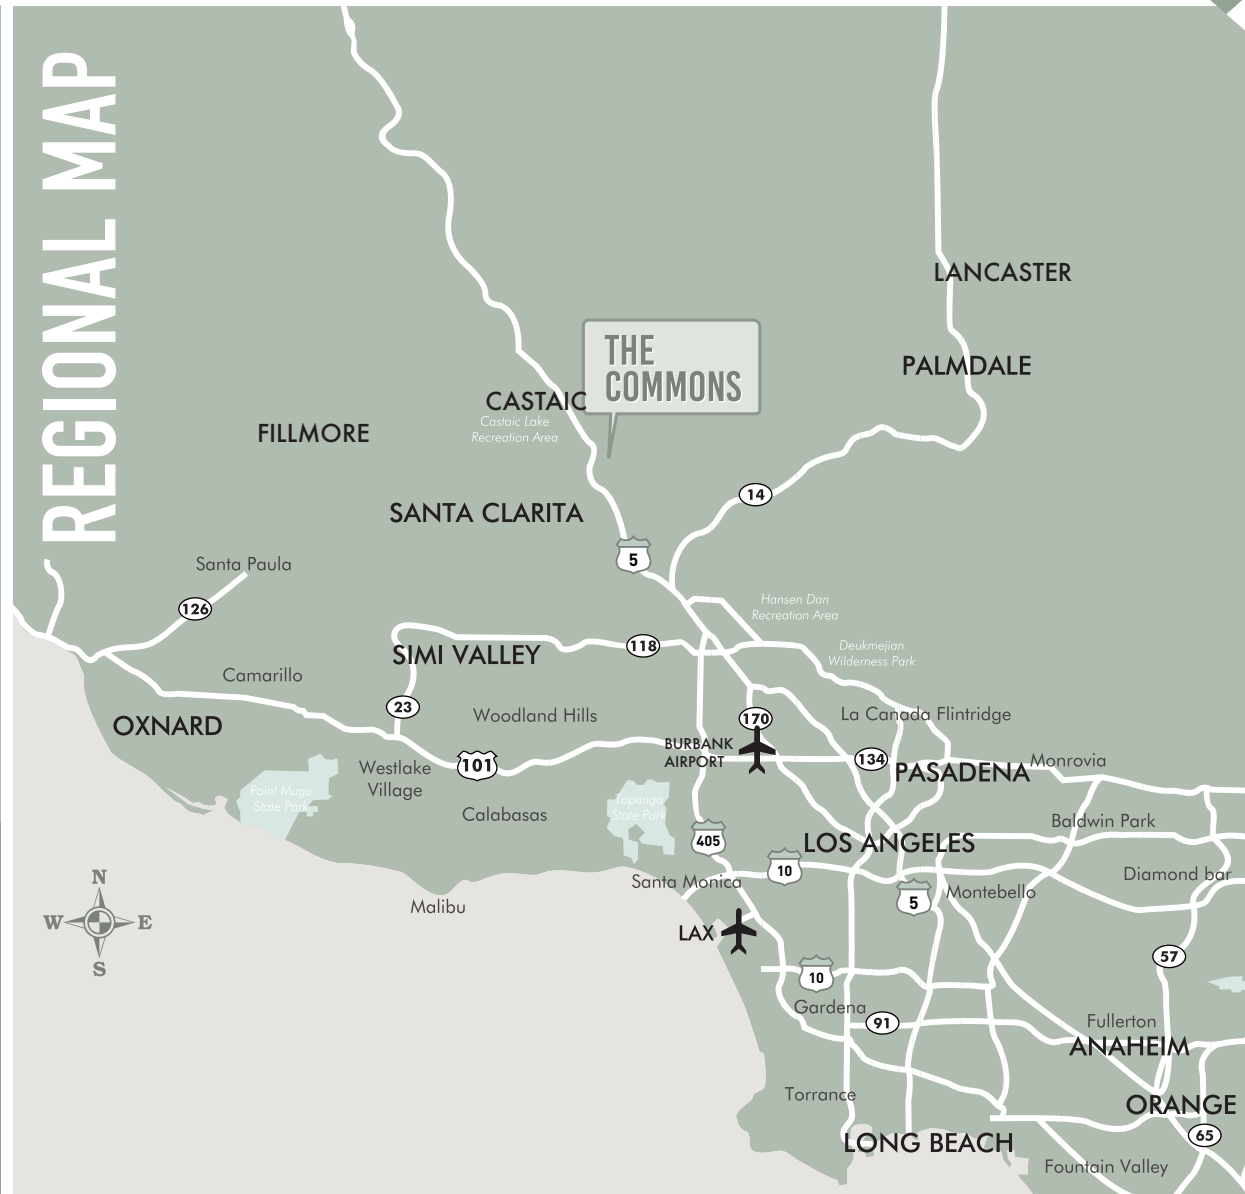 REGIONAL MAP
LANCASTER
THE
COMMONS
PALMDALE
CASTAIC
Castaic Lake
Recreation Area
FILLMORE
14
SANTA CLARITA
5
Santa Paula
126
Hansen Dan
Recreation Area
118
SIMI VALLEY
Deukmejian
Wilderness Park
Camarillo
23
Woodland Hills
170
La Canada Flintridge
OXNARD
BURBANK
AIRPORT
134
PASADENA
Monrovia
101
Westlake
Village
Point Mugu
State Park
Topanga
State Park
Calabasas
Baldwin Park
405
LOS ANGELES
10
Diamond bar
N
W
E
S
Santa Monica
5
Montebello
Malibu
LAX
57
10
Gardena
91
Fullerton
ANAHEIM
Torrance
ORANGE
65
LONG BEACH
Fountain Valley